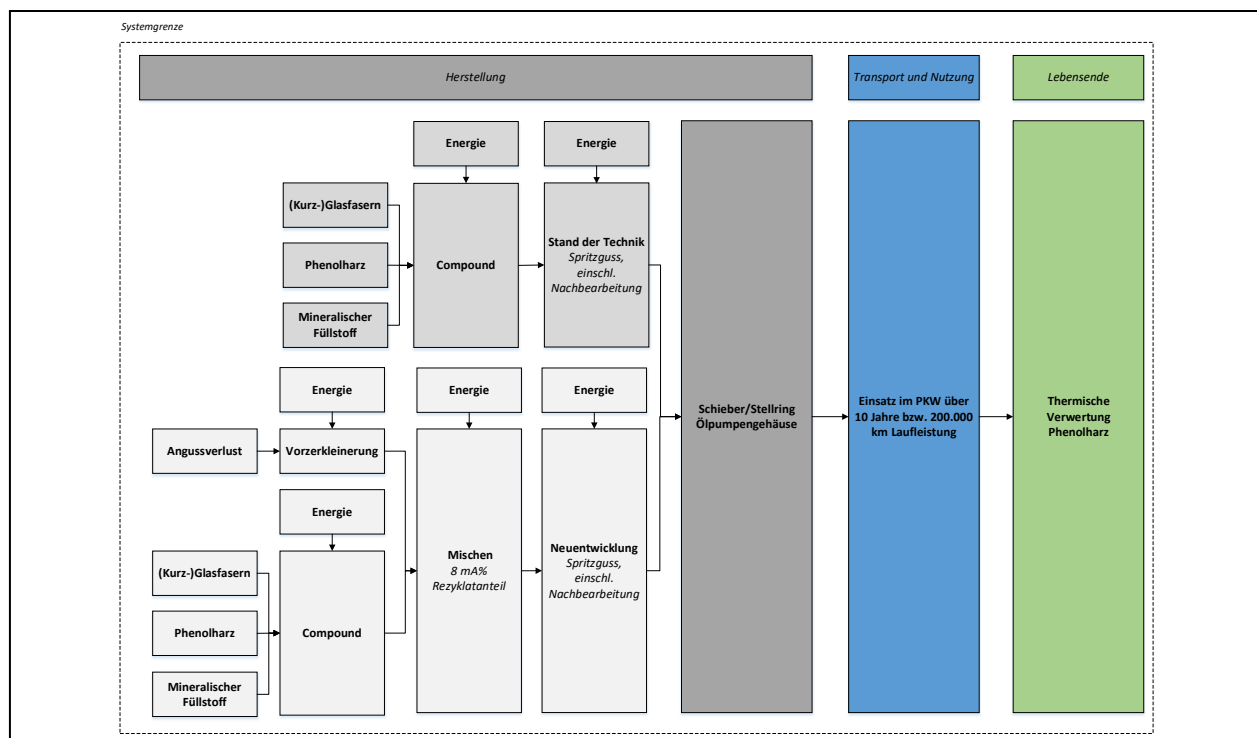 Systemgrenze
Herstellung
Transport und Nutzung
Lebensende
Energie
Energie
(Kurz-)Glasfasern
Phenolharz
Mineralischer
Füllstoff
Compound
Stand der Technik
Spritzguss,
einschl.
Nachbearbeitung
Energie
Energie
Energie
Angussverlust
Vorzerkleinerung
Energie
(Kurz-)Glasfasern
Phenolharz
Mineralischer
Füllstoff
Compound
Mischen
8 mA%
Rezyklatanteil
Neuentwicklung
Spritzguss,
einschl.
Nachbearbeitung
Schieber/Stellring
Ölpumpengehäuse
Einsatz im PKW über
10 Jahre bzw. 200.000
km Laufleistung
Thermische
Verwertung
Phenolharz